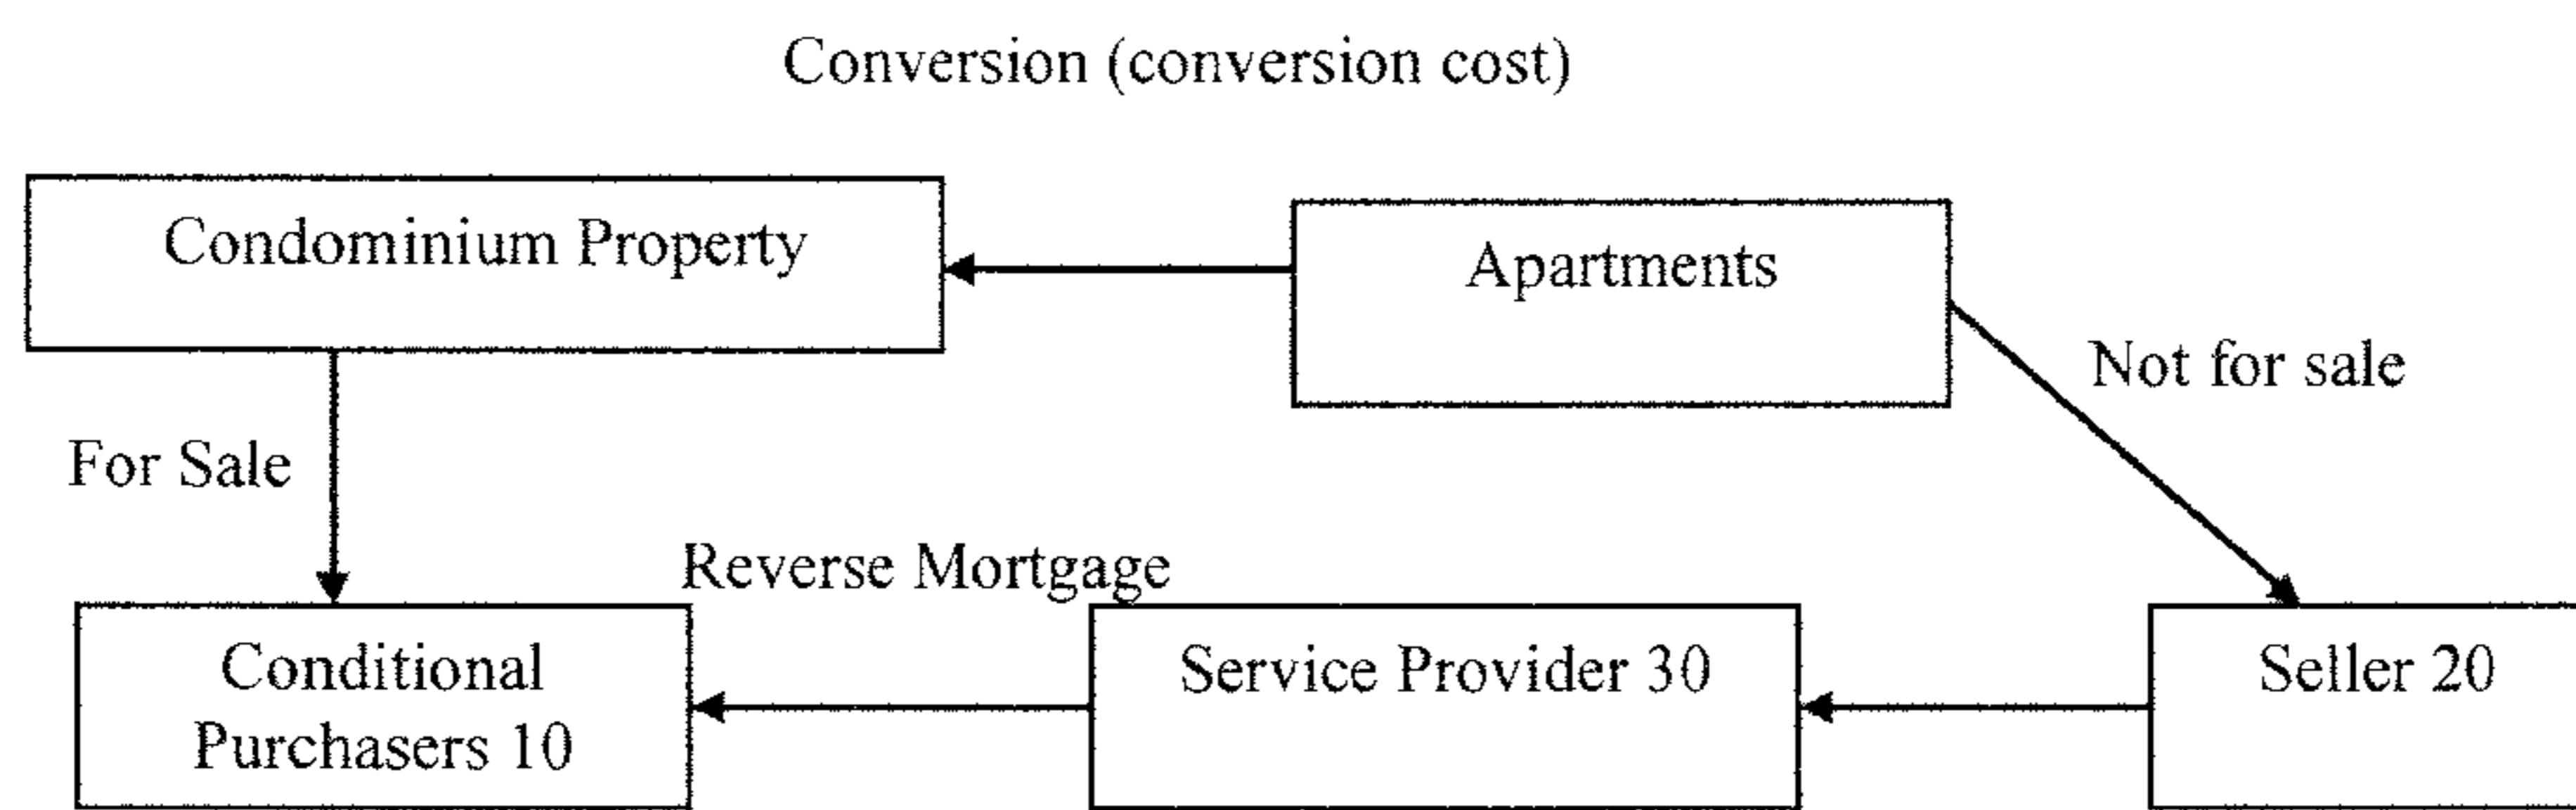 Conversion (conversion cost)
Condominium Property
Apartments
Not for sale
For Sale
Reverse Mortgage
Conditional
Purchasers 10
Service Provider 30
Seller 20